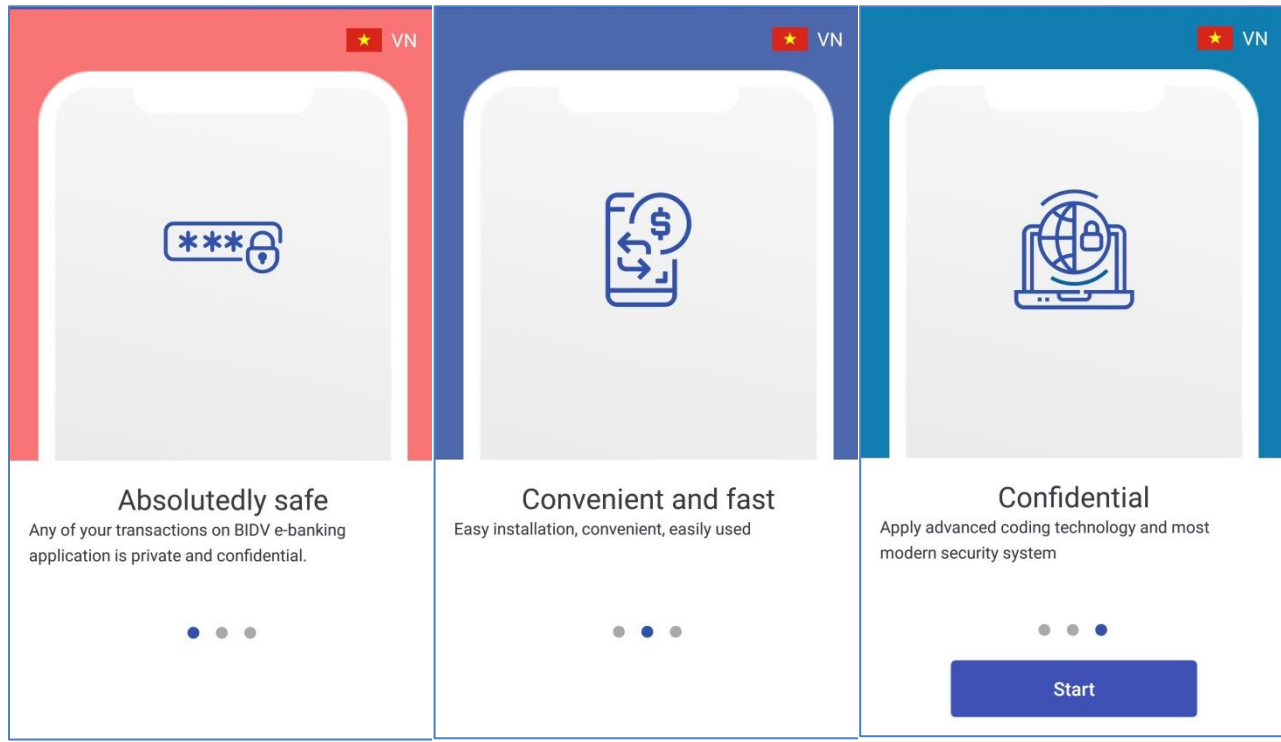 VN
Absolutedly safe
Any of your transactions on BIDV e-banking
application is private and confidential.
VN
Convenient and fast
Easy installation, convenient, easily used
VN
Confidential
Apply advanced coding technology and most
modern security system
Start